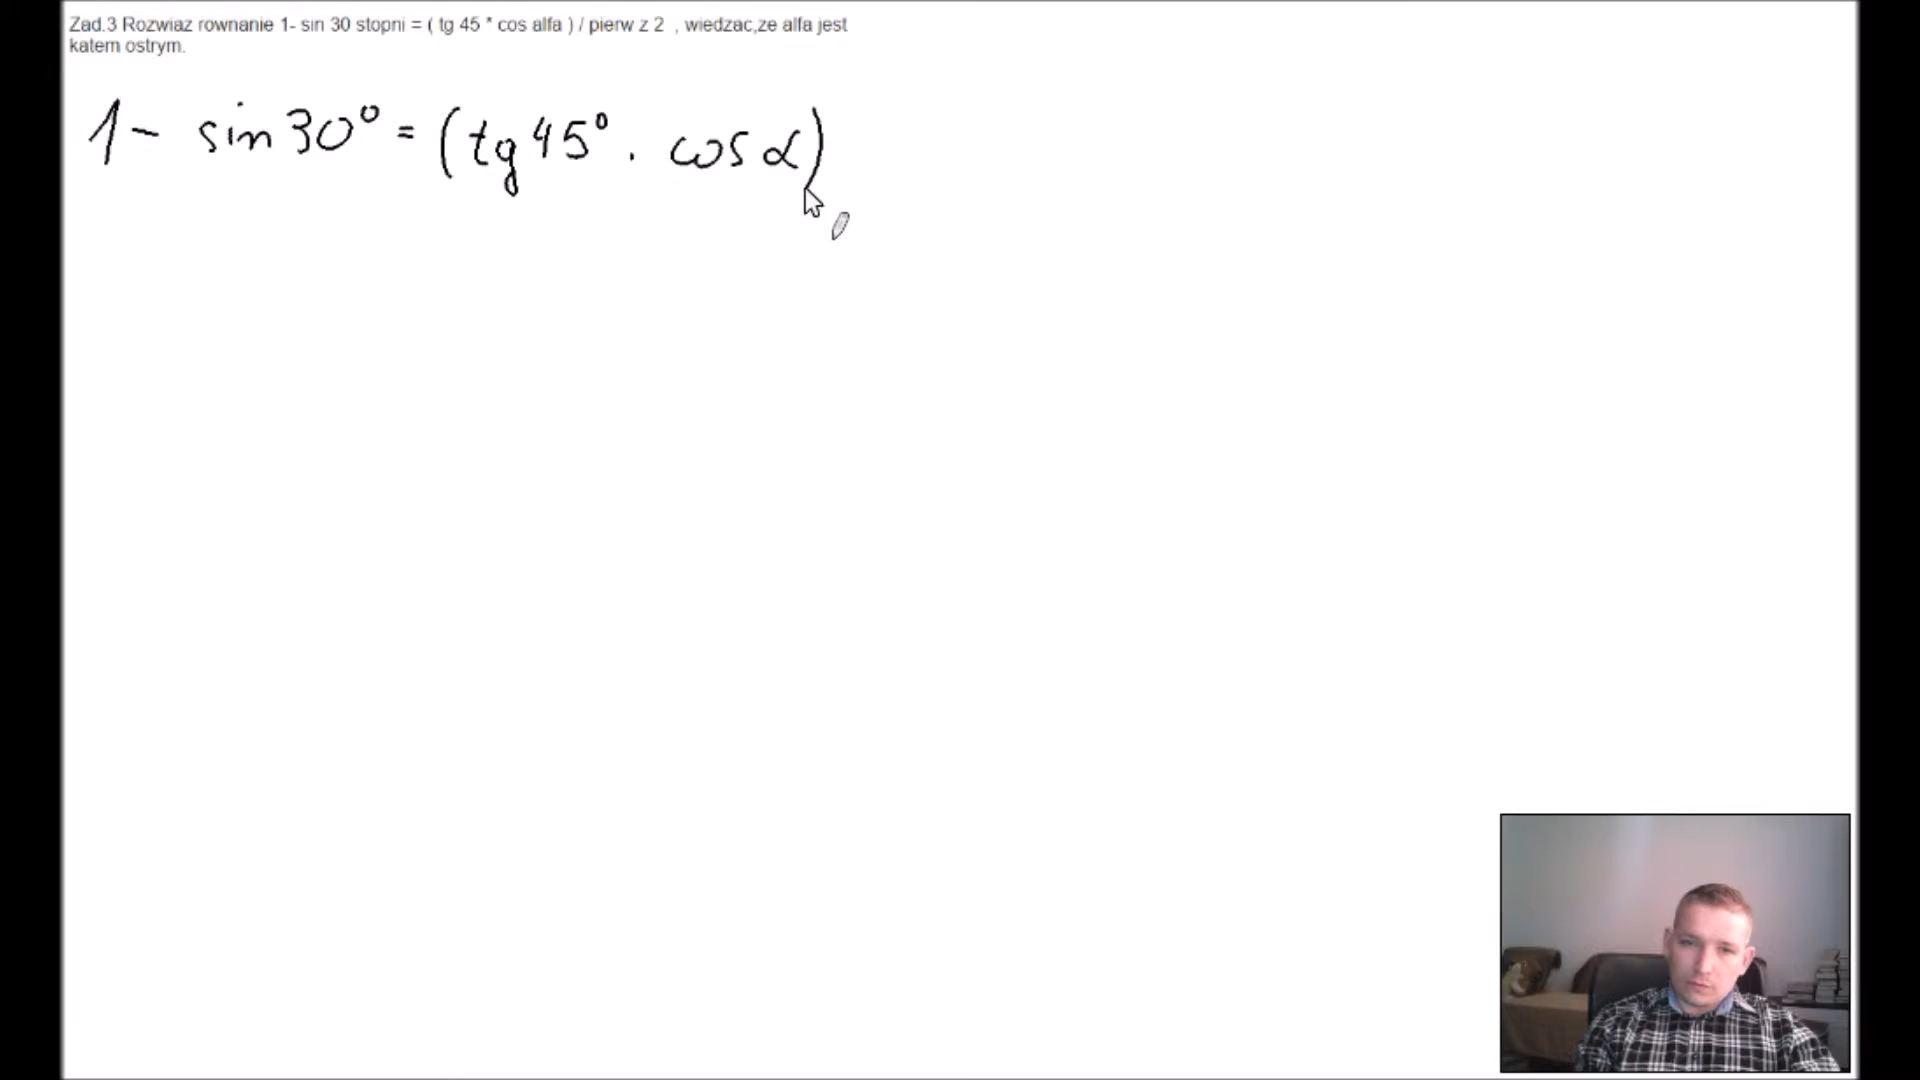 Zad.3 Rozwiaz rownanie 1- sin 30 stopni = ( tg 45 * cos alfa ) / pierw z 2 , wiedzac,ze alfa jest
katem ostrym.
1 - sin 30° = (tg 45° . cos α)